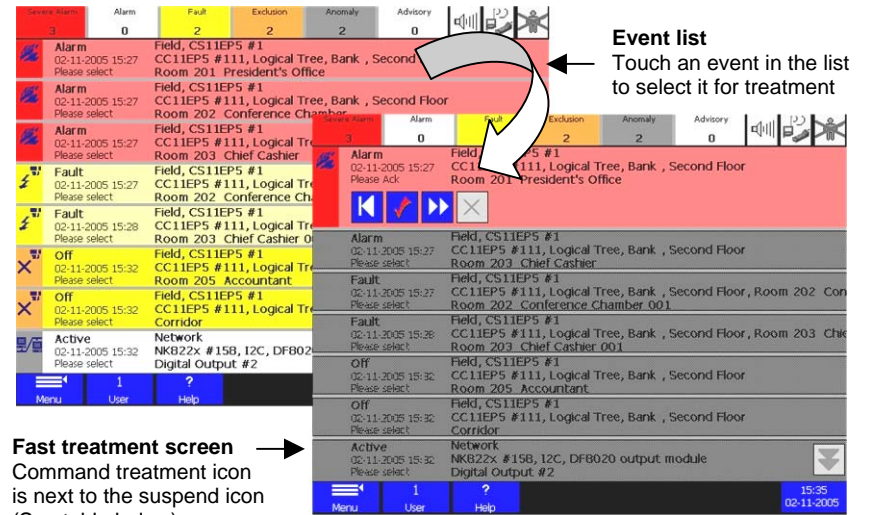 Severe Alarm Alarm Fault Exclusion Anomaly Advisory
3 0 2 2 2 0
Alarm Field, CS11EP5 #1
02-11-2005 15:27 CC11EP5 #111, Logical Tree, Bank , Second
Please select Room 201 President's Office
Alarm Field, CS11EP5 #1
02-11-2005 15:27 CC11EP5 #111, Logical Tree, Bank , Second Floor
Please select Room 202 Conference Chamber
Alarm Field, CS11EP5 #1
02-11-2005 15:27 CC11EP5 #111, Logical Tr
Please select Room 203 Chief Cashier
Fault Field, CS11EP5 #1
02-11-2005 15:27 CC11EP5 #111, Logical Tre
Please select Room 202 Conference Ch
Fault Field, CS11EP5 #1
02-11-2005 15:28 CC11EP5 #111, Logical Tre
Please select Room 203 Chief Cashier 0
Off Field, CS11EP5 #1
02-11-2005 15:32 CC11EP5 #111, Logical Tre
Please select Room 205 Accountant
Off Field, CS11EP5 #1
02-11-2005 15:32 CC11EP5 #111, Logical Tre
Please select Corridor
Active Network
02-11-2005 15:32 NK822x #158, I2C, DF802
Please select Digital Output #2
1 ?
Menu User Help
Event list
Touch an event in the list
to select it for treatment
Severe Alarm Alarm Fault Exclusion Anomaly Advisory
3 0 2 2 0
Alarm Field, CS11EP5 #1
02-11-2005 15:27 CC11EP5 #111, Logical Tree, Bank , Second Floor
Please Ack Room 201 President's Office
Alarm Field, CS11EP5 #1
02-11-2005 15:27 CC11EP5 #111, Logical Tree, Bank , Second Floor
Please select Room 203 Chief Cashier
Fault Field, CS11EP5 #1
02-11-2005 15:27 CC11EP5 #111, Logical Tree, Bank , Second Floor, Room 202 Con
Please select Room 202 Conference Chamber 001
Fault Field, CS11EP5 #1
02-11-2005 15:28 CC11EP5 #111, Logical Tree, Bank , Second Floor, Room 203 Chie
Please select Room 203 Chief Cashier 001
Off Field, CS11EP5 #1
02-11-2005 15:32 CC11EP5 #111, Logical Tree, Bank , Second Floor
Please select Room 205 Accountant
Off Field, CS11EP5 #1
02-11-2005 15:32 CC11EP5 #111, Logical Tree, Bank , Second Floor
Please select Corridor
Active Network
02-11-2005 15:32 NK822x #158, I2C, DF8020 output module
Please select Digital Output #2
1 ? 15:35
Menu User Help 02-11-2005
Fast treatment screen
Command treatment icon
is next to the suspend icon